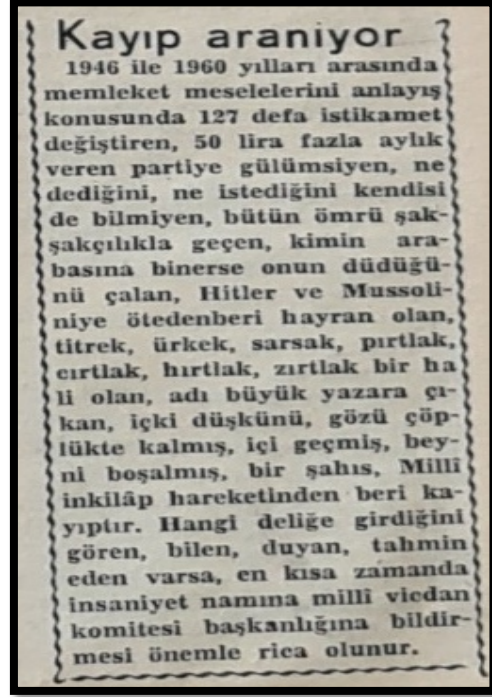 Kayıp araniyor
1946 ile 1960 yılları arasında
memleket meselelerini anlayış
konusunda 127 defa istikamet
değiştiren, 50 lira fazla aylık
veren partiye gülümsiyen, ne
dediğini, ne istediğini kendisi
de bilmiyen, bütün ömrü şak-
şakçılıkla geçen, kimin ara-
basına binerse onun düdüğü-
nü çalan, Hitler ve Mussoli-
niye ötedenberi hayran olan,
titrek, ürkek, sarsak, pırtlak,
cırtlak, hırtlak, zırtlak bir ha
li olan, adı büyük yazara çı-
kan, içki düşkünü, gözü çöp-
lükte kalmış, içi geçmiş, bey-
ni boşalmış, bir şahıs, Millî
inkilâp hareketinden beri ka-
yıptır. Hangi deliğe girdiğini
gören, bilen, duyan, tahmin
eden varsa, en kısa zamanda
insaniyet namına millî vicdan
komitesi başkanlığına bildir-
mesi önemle rica olunur.